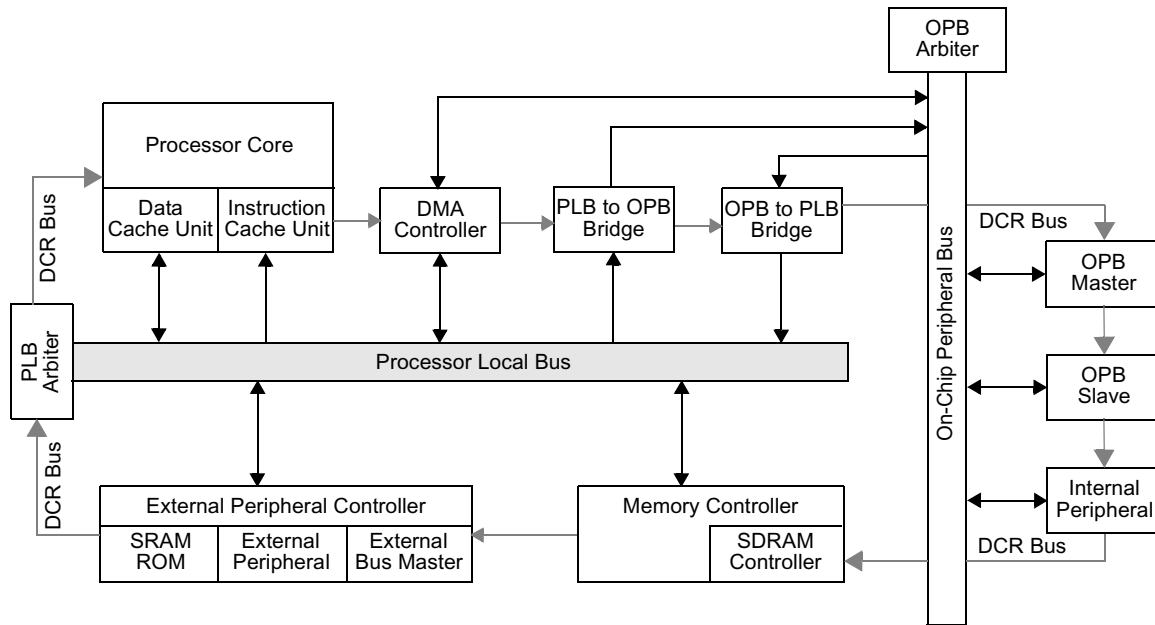 OPB
Arbiter
Processor Core
Data
Cache Unit
Instruction
Cache Unit
DMA
Controller
PLB to OPB
Bridge
OPB to PLB
Bridge
DCR Bus
DCR Bus
OPB
Master
PLB
Arbiter
Processor Local Bus
On-Chip Peripheral Bus
OPB
Slave
DCR Bus
External Peripheral Controller
SRAM
ROM
External
Peripheral
External
Bus Master
Memory Controller
SDRAM
Controller
Internal
Peripheral
DCR Bus